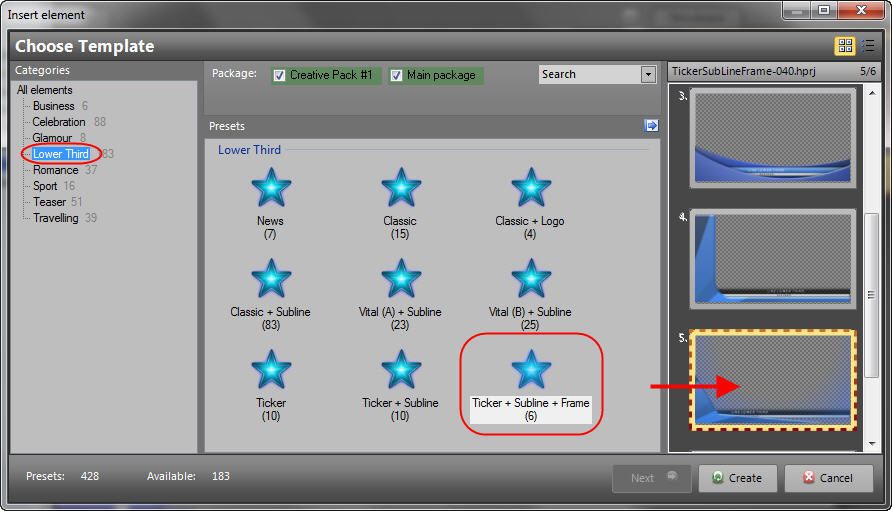 Insert element
Choose Template
Categories
All elements
Business 6
Celebration 88
Glamour 8
Lower Third 83
Romance 37
Sport 16
Teaser 51
Travelling 39
Package: Creative Pack #1 Main package Search
Presets
Lower Third
News
(7)
Classic
(15)
Classic + Logo
(4)
Classic + Subline
(83)
Vital (A) + Subline
(23)
Vital (B) + Subline
(25)
Ticker
(10)
Ticker + Subline
(10)
Ticker + Subline + Frame
(6)
TickerSubLineFrame-040.hprj 5/6
3.
4.
5.
Presets: 428 Available: 183
Next Create Cancel